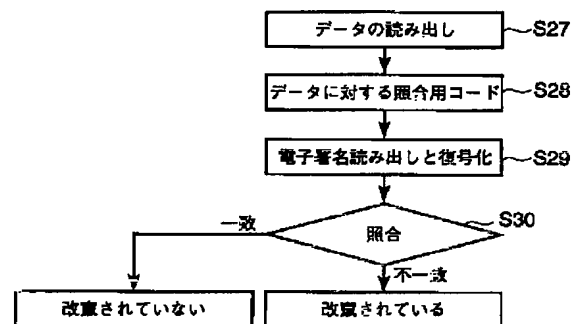 データの読み出し S27
データに対する照合用コード S28
電子署名読み出しと復号化 S29
照合 S30
一致
不一致
改竄されていない
改竄されている